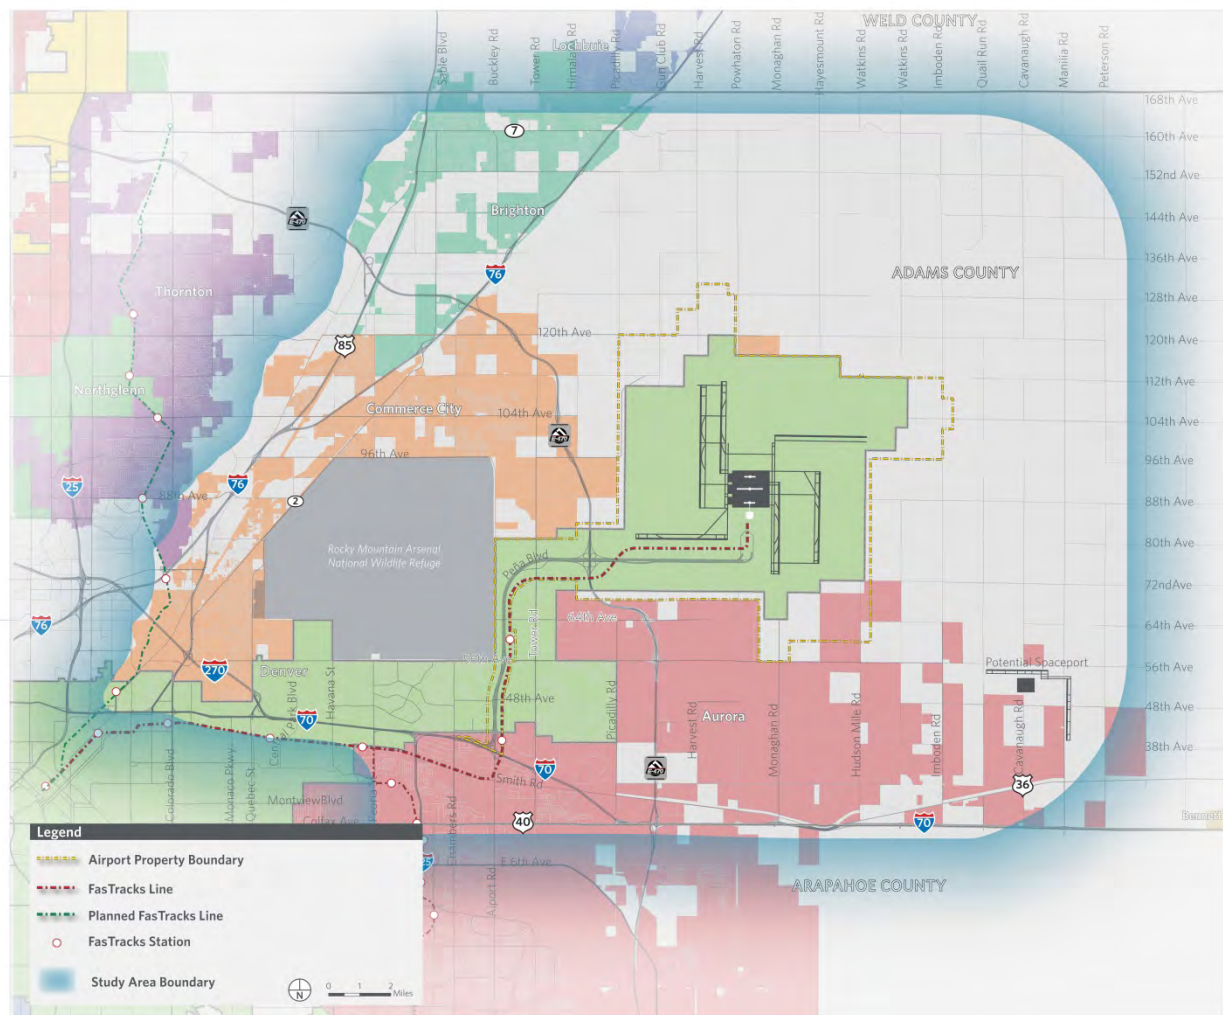 WELD COUNTY
Lochbuie
Sable Blvd
Buckley Rd
Tower Rd
Himalaya Rd
Picadilly Rd
Gun Club Rd
Harvest Rd
Powhaton Rd
Monaghan Rd
Hayesmount Rd
Watkins Rd
Watkins Rd
Imboden Rd
Quail Run Rd
Cavanaugh Rd
Manilla Rd
Peterson Rd
168th Ave
160th Ave
152nd Ave
144th Ave
136th Ave
128th Ave
120th Ave
112th Ave
104th Ave
96th Ave
88th Ave
80th Ave
72ndAve
64th Ave
56th Ave
48th Ave
38th Ave
7
Brighton
E-470
76
ADAMS COUNTY
Thornton
85
120th Ave
Northglenn
Commerce City
104th Ave
E-470
96th Ave
25
76
88th Ave
2
Rocky Mountain Arsenal
National Wildlife Refuge
Peña Blvd
Tower Rd
64th Ave
76
270
Denver
56th Ave
48th Ave
Picadilly Rd
Potential Spaceport
Central Park Blvd
Havana St
70
Aurora
Harvest Rd
Monaghan Rd
Hudson Mile Rd
Imboden Rd
Cavanaugh Rd
Colorado Blvd
Monaco Pkwy
Quebec St
Peoria St
Smith Rd
70
E-470
36
MontviewBlvd
Colfax Ave
Chambers Rd
40
70
Bennett
E 6th Ave
Aiport Rd
ARAPAHOE COUNTY
Legend
Airport Property Boundary
FasTracks Line
Planned FasTracks Line
FasTracks Station
Study Area Boundary
N
0 1 2
Miles